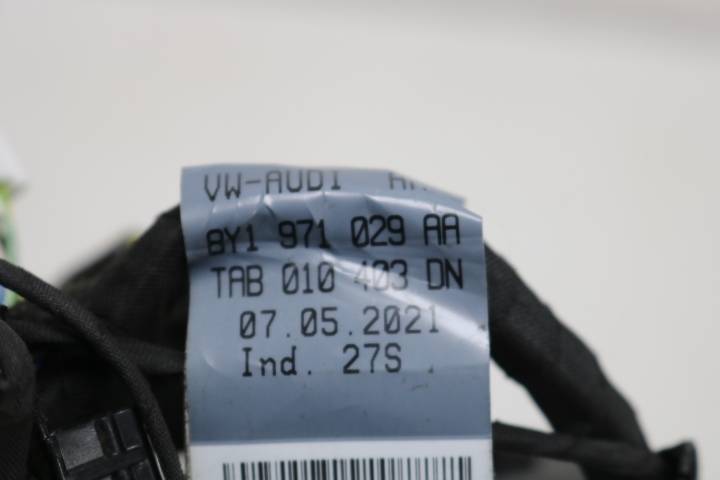 VW-AUDI
8Y1 971 029 AA
TAB 010 403 DN
07.05.2021
Ind. 27S